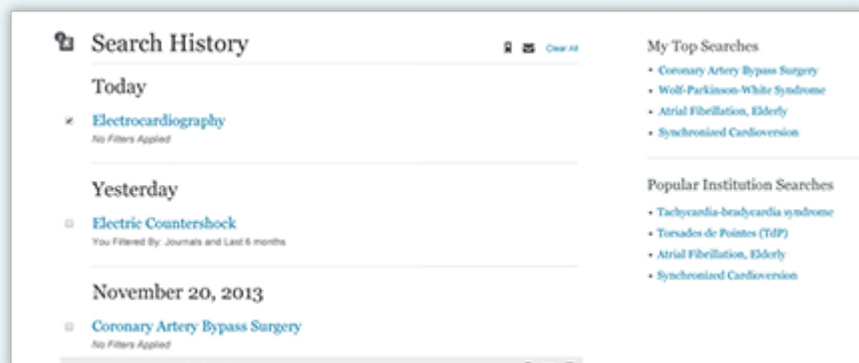 Search History
Clear All
Today
Electrocardiography
No Filters Applied
Yesterday
Electric Countershock
You Filtered By: Journals and Last 6 months
November 20, 2013
Coronary Artery Bypass Surgery
No Filters Applied
My Top Searches
• Coronary Artery Bypass Surgery
• Wolf-Parkinson-White Syndrome
• Atrial Fibrillation, Elderly
• Synchronized Cardioversion
Popular Institution Searches
• Tachycardia-bradycardia syndrome
• Torsades de Pointes (TdP)
• Atrial Fibrillation, Elderly
• Synchronized Cardioversion